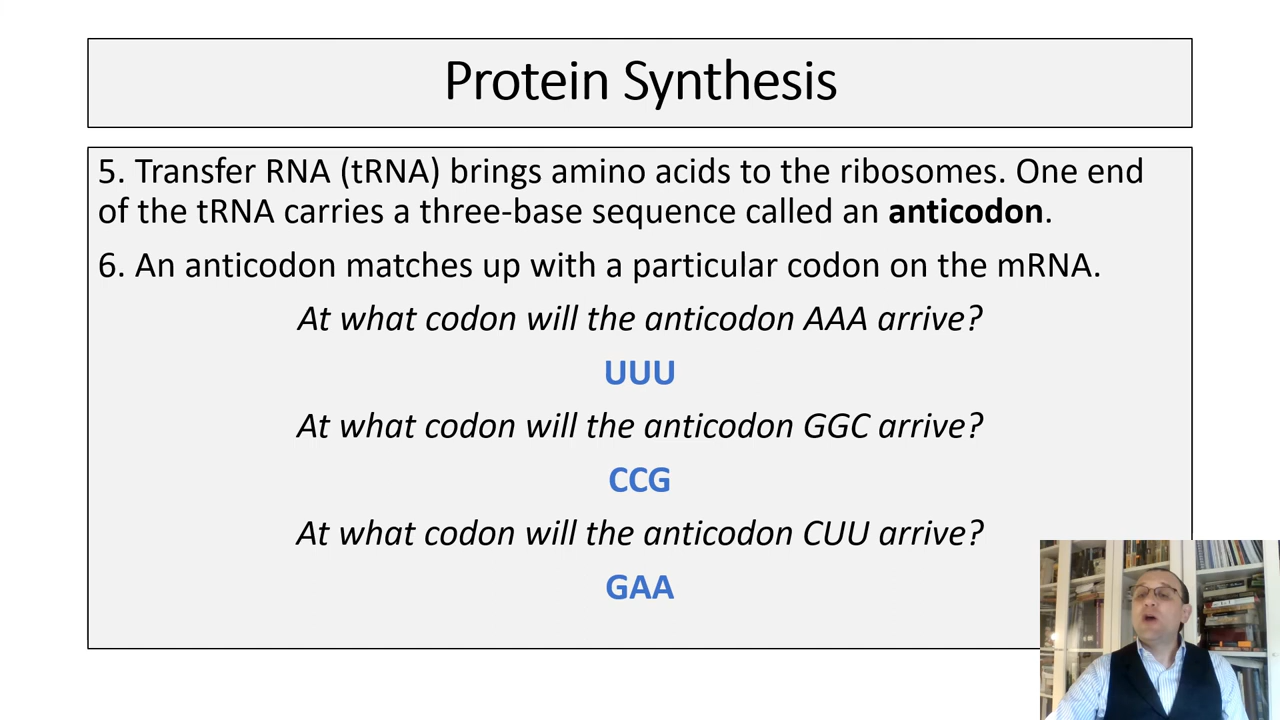 Protein Synthesis
5. Transfer RNA (tRNA) brings amino acids to the ribosomes. One end
of the tRNA carries a three-base sequence called an anticodon.
6. An anticodon matches up with a particular codon on the mRNA.
At what codon will the anticodon AAA arrive?
UUU
At what codon will the anticodon GGC arrive?
CCG
At what codon will the anticodon CUU arrive?
GAA